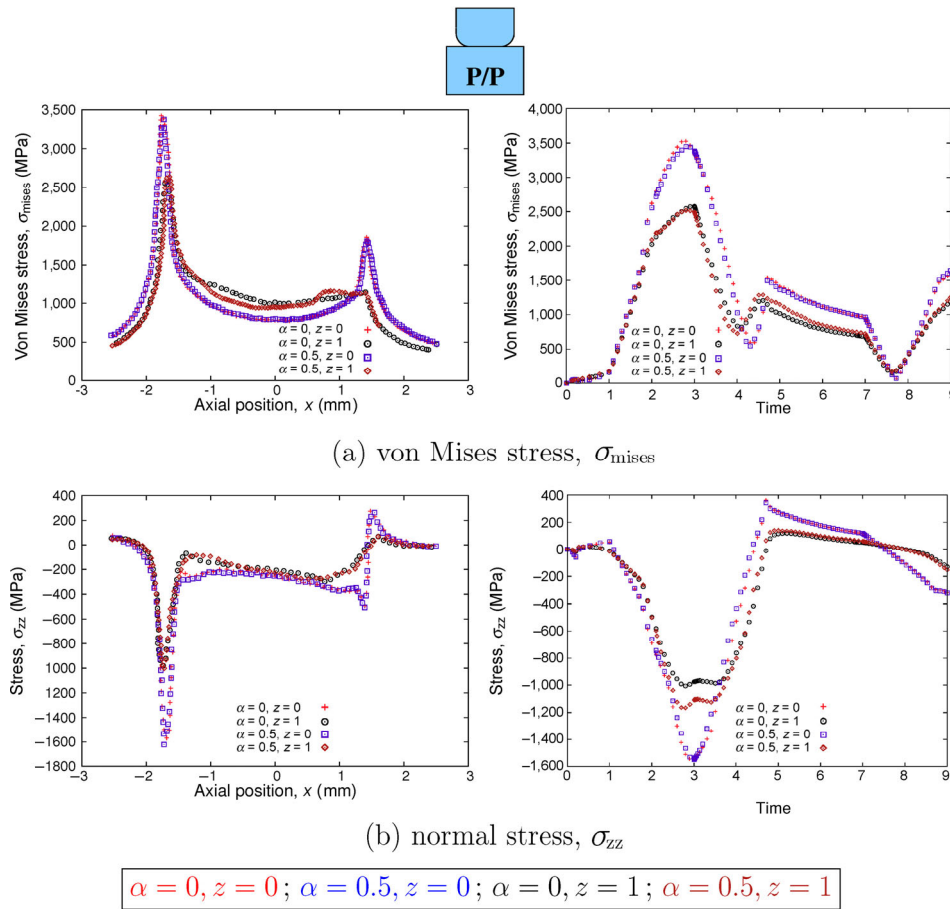 P/P
Von Mises stress, σmises (MPa)
3,500
3,000
2,500
2,000
1,500
1,000
500
0
α = 0, z = 0
α = 0, z = 1
α = 0.5, z = 0
α = 0.5, z = 1
−3 −2 −1 0 1 2 3
Axial position, x (mm)
Von Mises stress, σmises (MPa)
4,000
3,500
3,000
2,500
2,000
1,500
1,000
500
0
α = 0, z = 0
α = 0, z = 1
α = 0.5, z = 0
α = 0.5, z = 1
0 1 2 3 4 5 6 7 8 9
Time
(a) von Mises stress, σmises
Stress, σzz (MPa)
400
200
0
−200
−400
−600
−800
1000
−1200
−1400
−1600
−1800
α = 0, z = 0
α = 0, z = 1
α = 0.5, z = 0
α = 0.5, z = 1
−3 −2 −1 0 1 2 3
Axial position, x (mm)
Stress, σzz (MPa)
400
200
0
−200
−400
−600
−800
−1,000
−1,200
−1,400
−1,600
α = 0, z = 0
α = 0, z = 1
α = 0.5, z = 0
α = 0.5, z = 1
0 1 2 3 4 5 6 7 8 9
Time
(b) normal stress, σzz
α = 0, z = 0 ; α = 0.5, z = 0 ; α = 0, z = 1 ; α = 0.5, z = 1